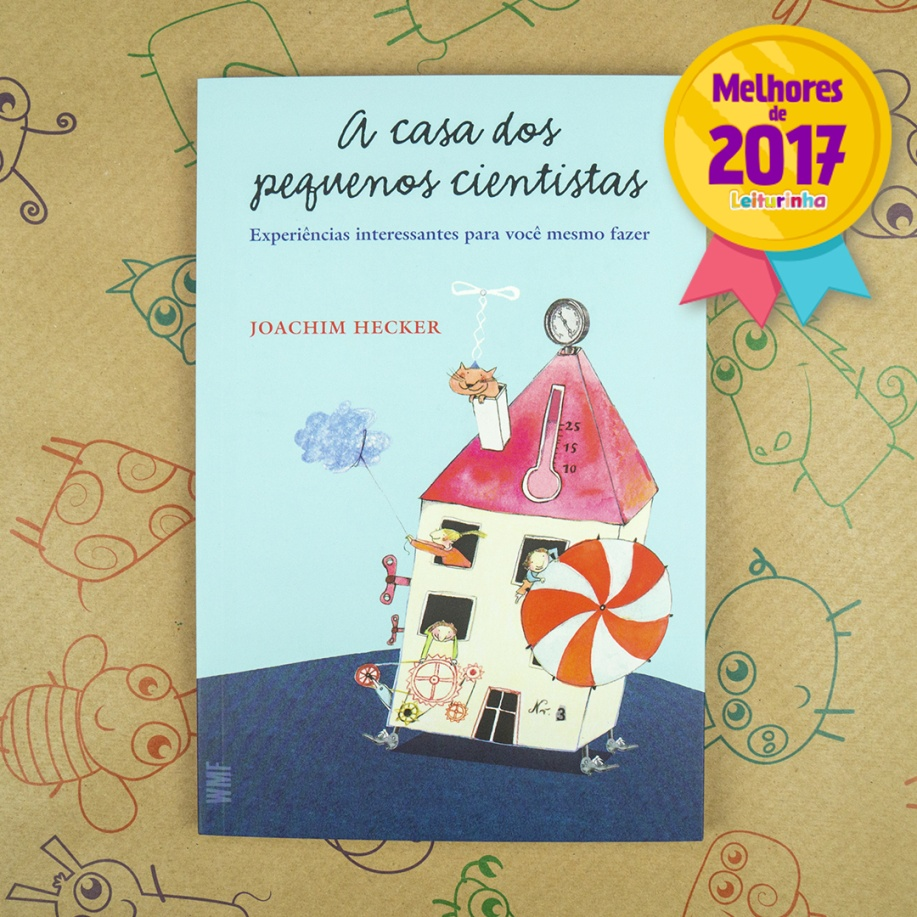 A casa dos
pequenos cientistas
Experiências interessantes para você mesmo fazer
JOACHIM HECKER
Melhores
de
2017
Leiturinha
25
15
10
Nr. 3
WMF